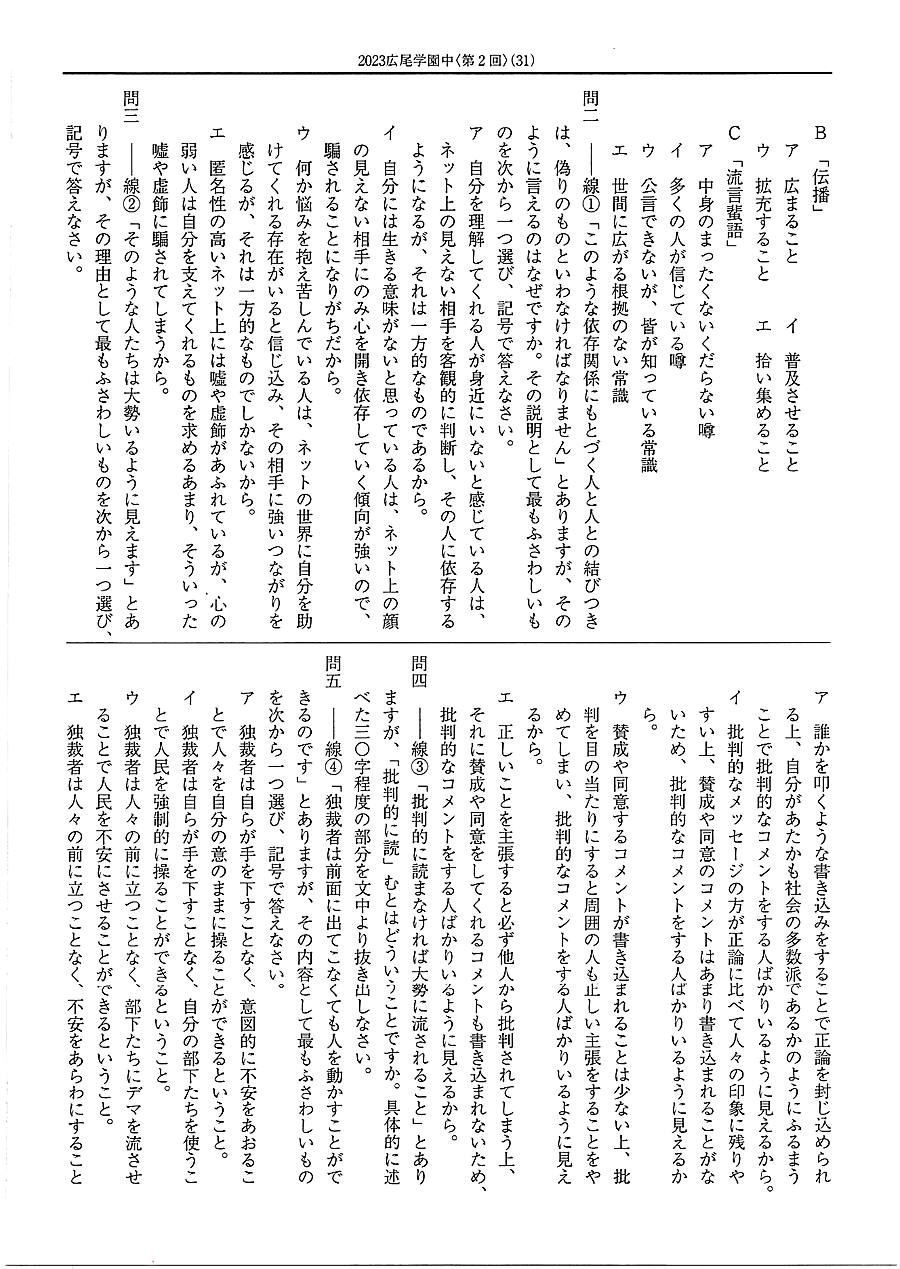 2023広尾学園中〈第2回〉(31)
B 「伝播」
ア 広まること イ 普及させること
ウ 拡充すること エ 拾い集めること
C 「流言蜚語」
ア 中身のまったくないくだらない噂
イ 多くの人が信じている噂
ウ 公言できないが、皆が知っている常識
エ 世間に広がる根拠のない常識
問二 ――線①「このような依存関係にもとづく人と人との結びつき
は、偽りのものといわなければなりません」とありますが、その
ように言えるのはなぜですか。その説明として最もふさわしいも
のを次から一つ選び、記号で答えなさい。
ア 自分を理解してくれる人が身近にいないと感じている人は、
ネット上の見えない相手を客観的に判断し、その人に依存する
ようになるが、それは一方的なものであるから。
イ 自分には生きる意味がないと思っている人は、ネット上の顔
の見えない相手にのみ心を開き依存していく傾向が強いので、
騙されることになりがちだから。
ウ 何か悩みを抱え苦しんでいる人は、ネットの世界に自分を助
けてくれる存在がいると信じ込み、その相手に強いつながりを
感じるが、それは一方的なものでしかないから。
エ 匿名性の高いネット上には嘘や虚飾があふれているが、心の
弱い人は自分を支えてくれるものを求めるあまり、そういった
嘘や虚飾に騙されてしまうから。
問三 ――線②「そのような人たちは大勢いるように見えます」とあ
りますが、その理由として最もふさわしいものを次から一つ選び、
記号で答えなさい。
ア 誰かを叩くような書き込みをすることで正論を封じ込められ
る上、自分があたかも社会の多数派であるかのようにふるまう
ことで批判的なコメントをする人ばかりいるように見えるから。
イ 批判的なメッセージの方が正論に比べて人々の印象に残りや
すい上、賛成や同意のコメントはあまり書き込まれることがな
いため、批判的なコメントをする人ばかりいるように見えるか
ら。
ウ 賛成や同意するコメントが書き込まれることは少ない上、批
判を目の当たりにすると周囲の人も正しい主張をすることをや
めてしまい、批判的なコメントをする人ばかりいるように見え
るから。
エ 正しいことを主張すると必ず他人から批判されてしまう上、
それに賛成や同意をしてくれるコメントも書き込まれないため、
批判的なコメントをする人ばかりいるように見えるから。
問四 ――線③「批判的に読まなければ大勢に流されること」とあり
ますが、「批判的に読」むとはどういうことですか。具体的に述
べた三〇字程度の部分を文中より抜き出しなさい。
問五 ――線④「独裁者は前面に出てこなくても人を動かすことがで
きるのです」とありますが、その内容として最もふさわしいもの
を次から一つ選び、記号で答えなさい。
ア 独裁者は自らが手を下すことなく、意図的に不安をあおるこ
とで人々を自分の意のままに操ることができるということ。
イ 独裁者は自らが手を下すことなく、自分の部下たちを使うこ
とで人民を強制的に操ることができるということ。
ウ 独裁者は人々の前に立つことなく、部下たちにデマを流させ
ることで人民を不安にさせることができるということ。
エ 独裁者は人々の前に立つことなく、不安をあらわにすること